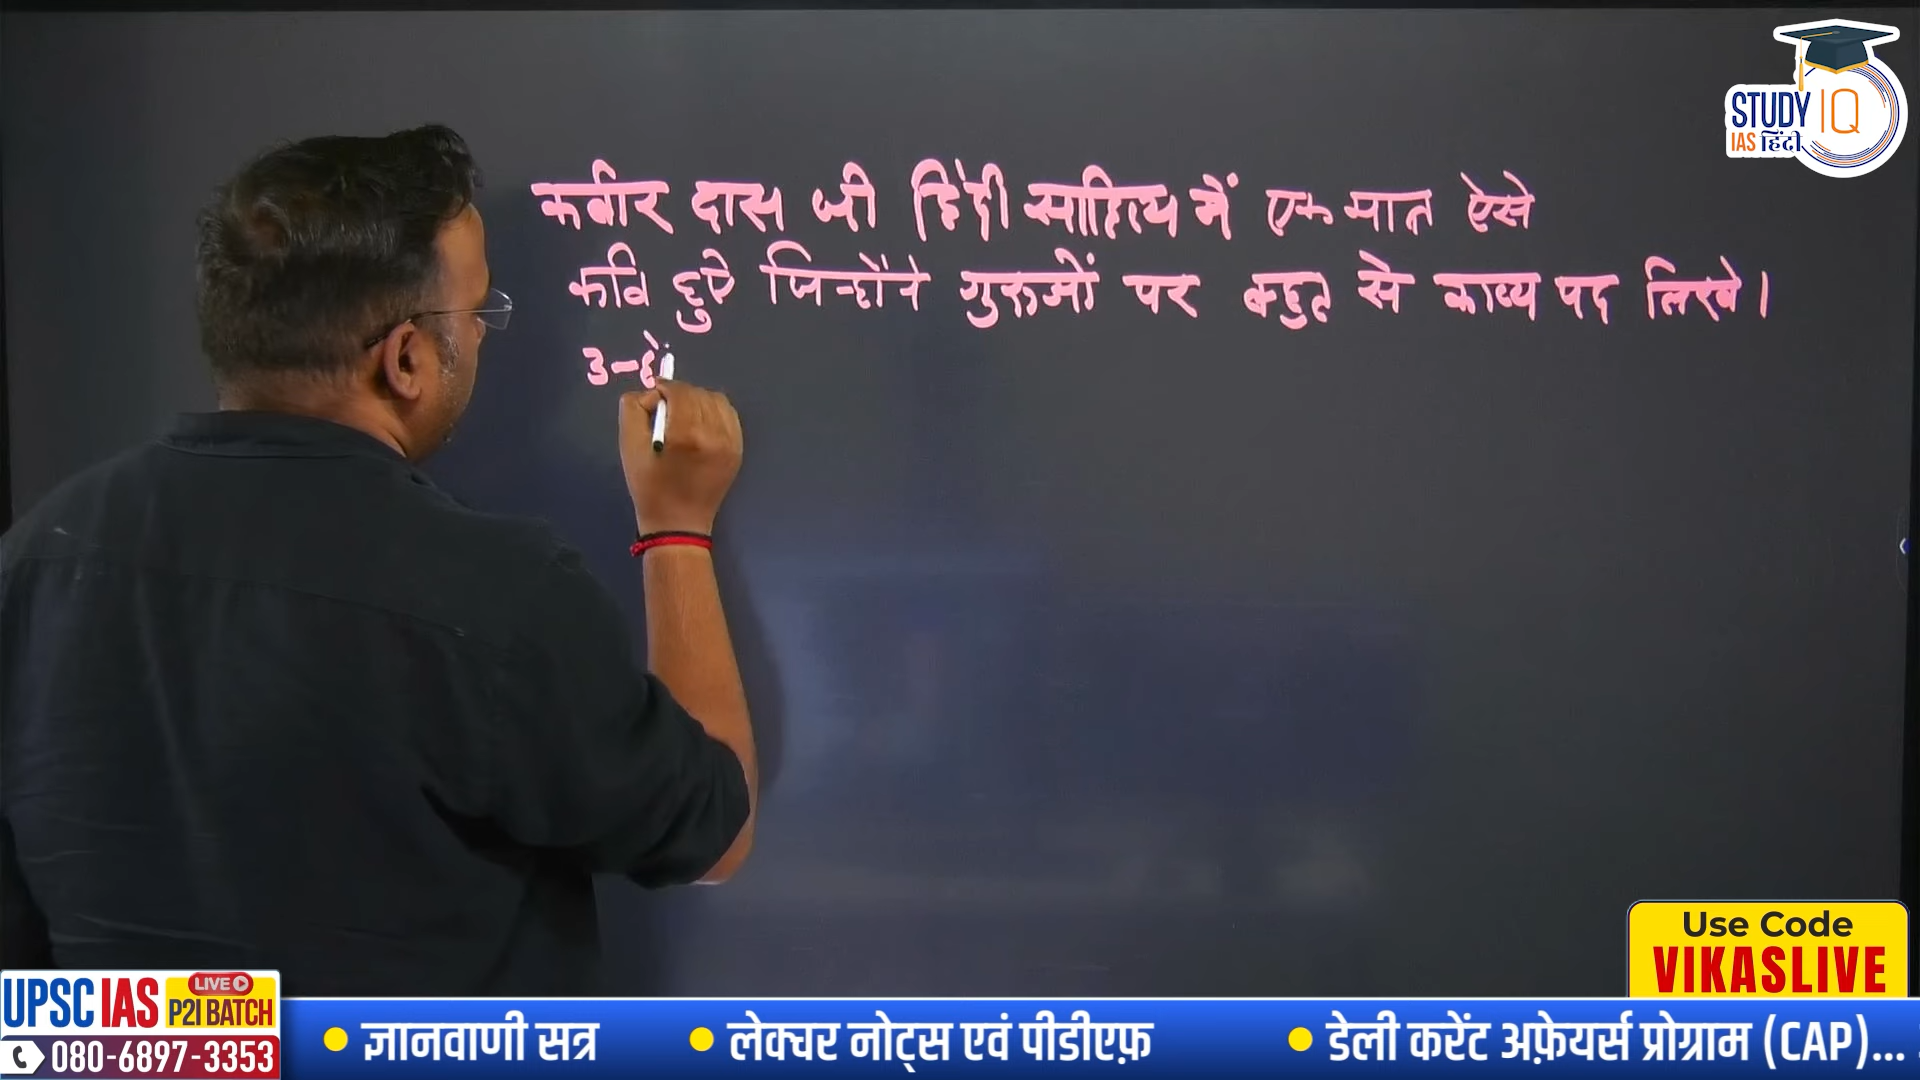 STUDY IQ
IAS हिंदी
कबीर दास जी हिंदी साहित्य में एकमात्र ऐसे
कवि हुऐ जिन्होंने गुरुओं पर बहुत से काव्य पद लिखे।
उन्हो
Use Code
VIKASLIVE
UPSC IAS LIVE P2I BATCH
080-6897-3353
ज्ञानवाणी सत्र
लेक्चर नोट्स एवं पीडीएफ़
डेली करेंट अफ़ेयर्स प्रोग्राम (CAP)...